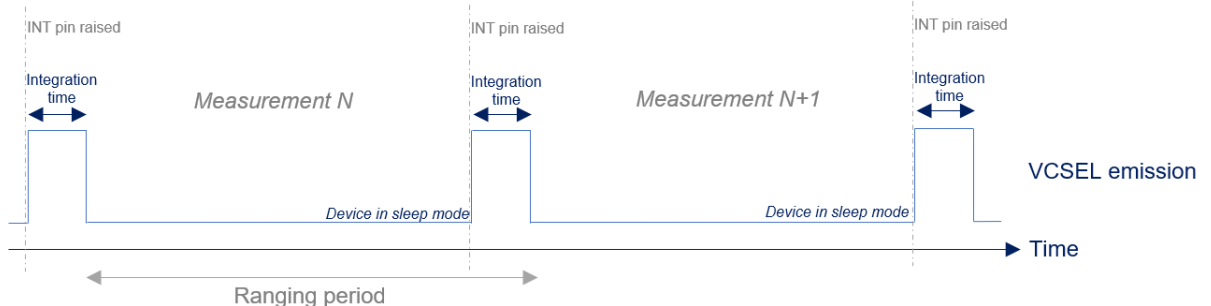 INT pin raised
INT pin raised
INT pin raised
Integration
time
Measurement N
Integration
time
Measurement N+1
Integration
time
VCSEL emission
Device in sleep mode
Device in sleep mode
Time
Ranging period